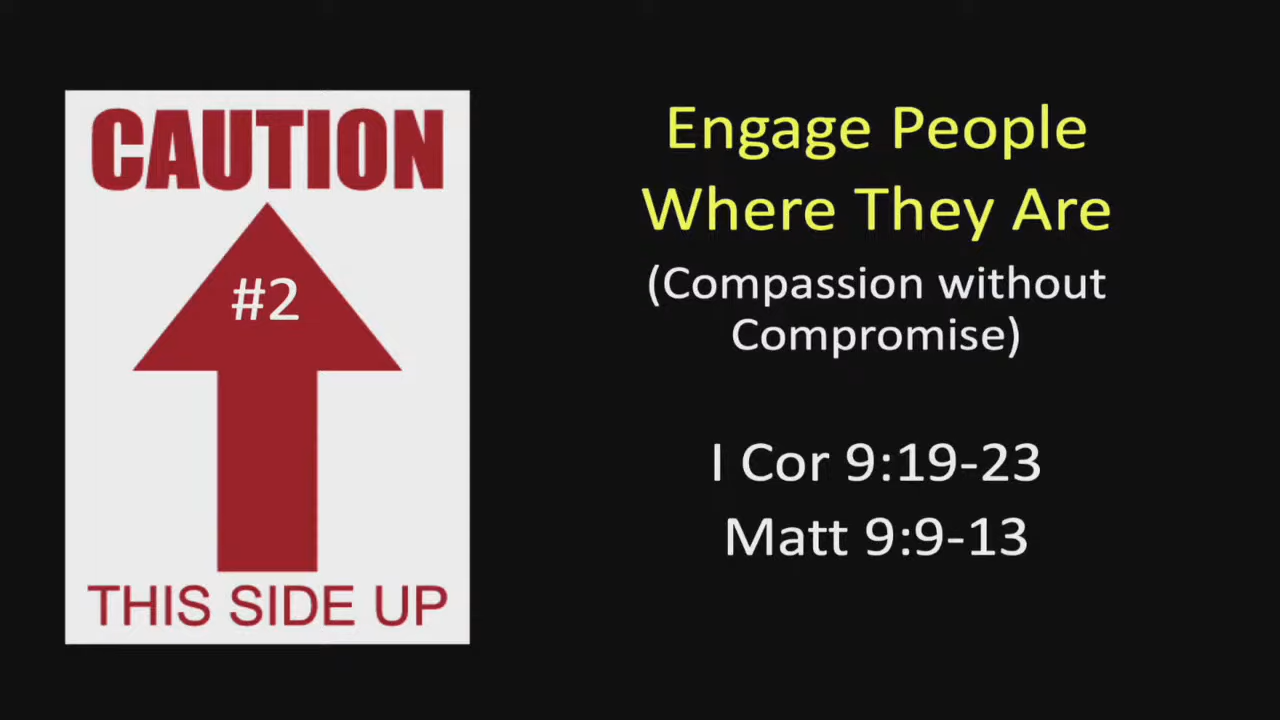 CAUTION
#2
THIS SIDE UP
Engage People
Where They Are
(Compassion without
Compromise)
I Cor 9:19-23
Matt 9:9-13